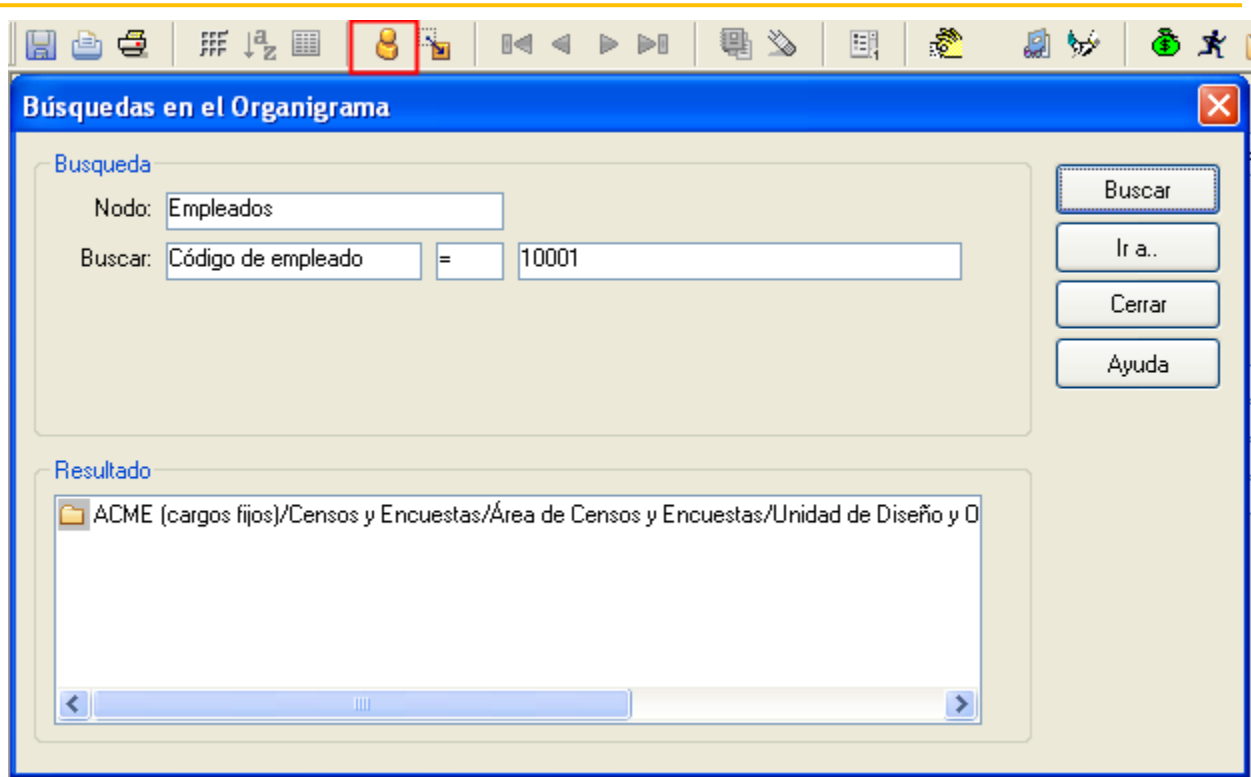 Búsquedas en el Organigrama
Busqueda
Nodo: Empleados
Buscar: Código de empleado = 10001
Buscar
Ir a..
Cerrar
Ayuda
Resultado
ACME (cargos fijos)/Censos y Encuestas/Área de Censos y Encuestas/Unidad de Diseño y O